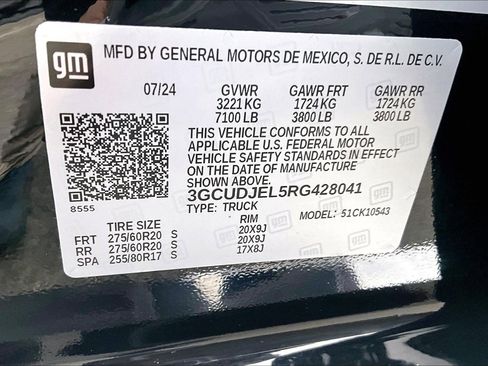 gm
MFD BY GENERAL MOTORS DE MEXICO, S. DE R.L. DE C.V.
07/24 GVWR GAWR FRT GAWR RR
3221 KG 1724 KG 1724 KG
7100 LB 3800 LB 3800 LB
THIS VEHICLE CONFORMS TO ALL
APPLICABLE U.S. FEDERAL MOTOR
VEHICLE SAFETY STANDARDS IN EFFECT
ON THE DATE OF MANUFACTURE
SHOWN ABOVE.
8555 3GCUDJEL5RG428041
TYPE: TRUCK MODEL: 51CK10543
TIRE SIZE RIM
FRT 275/60R20 S 20X9J
RR 275/60R20 S 20X9J
SPA 255/80R17 S 17X8J